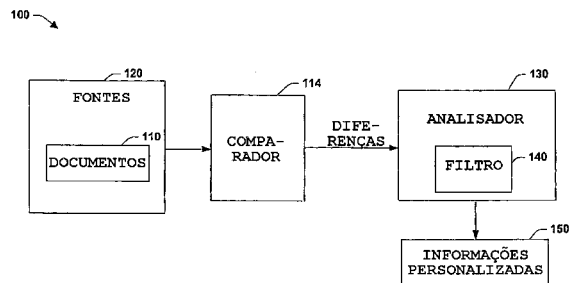 100
120
FONTES
110
DOCUMENTOS
114
COMPA-
RADOR
DIFE-
RENÇAS
130
ANALISADOR
140
FILTRO
150
INFORMAÇÕES
PERSONALIZADAS